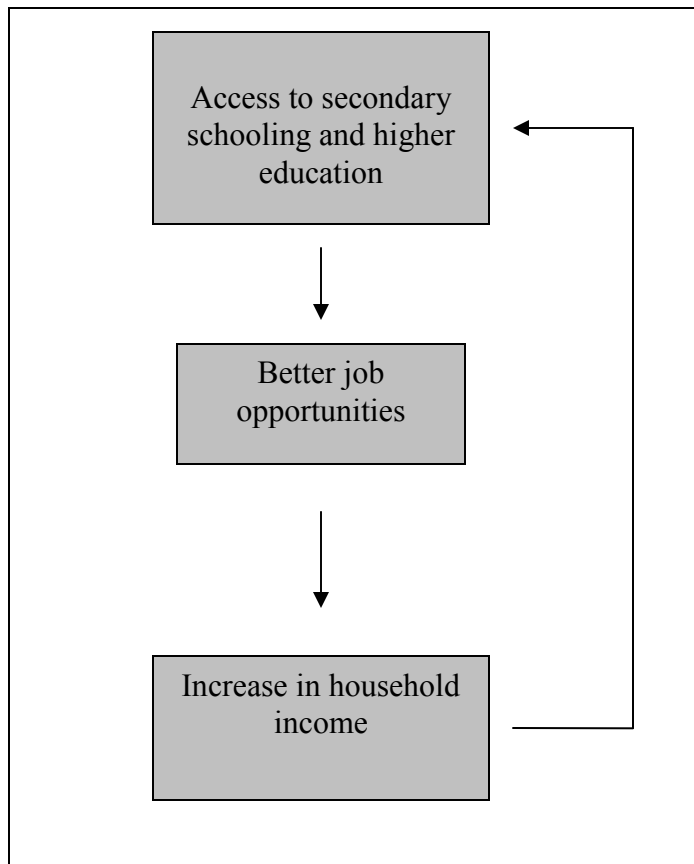 Access to secondary
schooling and higher
education
Better job
opportunities
Increase in household
income